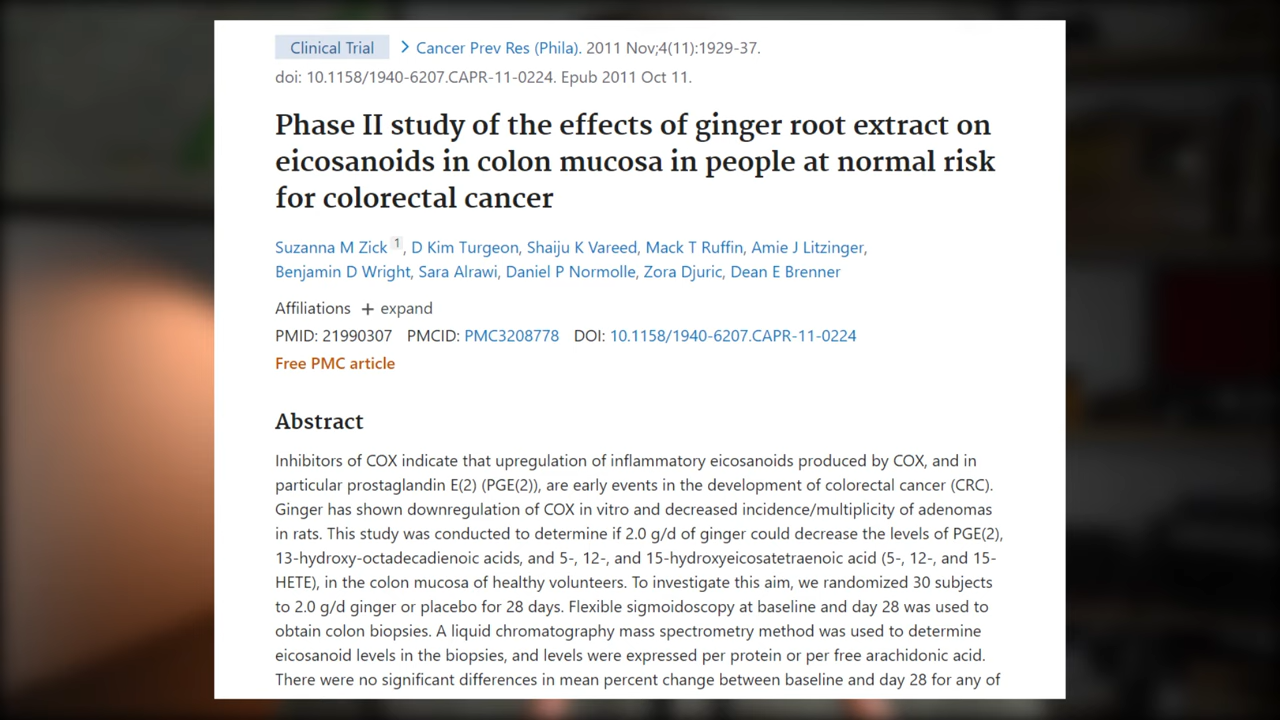 Clinical Trial > Cancer Prev Res (Phila). 2011 Nov;4(11):1929-37.
doi: 10.1158/1940-6207.CAPR-11-0224. Epub 2011 Oct 11.
Phase II study of the effects of ginger root extract on
eicosanoids in colon mucosa in people at normal risk
for colorectal cancer
Suzanna M Zick 1, D Kim Turgeon, Shaiju K Vareed, Mack T Ruffin, Amie J Litzinger,
Benjamin D Wright, Sara Alrawi, Daniel P Normolle, Zora Djuric, Dean E Brenner
Affiliations + expand
PMID: 21990307 PMCID: PMC3208778 DOI: 10.1158/1940-6207.CAPR-11-0224
Free PMC article
Abstract
Inhibitors of COX indicate that upregulation of inflammatory eicosanoids produced by COX, and in
particular prostaglandin E(2) (PGE(2)), are early events in the development of colorectal cancer (CRC).
Ginger has shown downregulation of COX in vitro and decreased incidence/multiplicity of adenomas
in rats. This study was conducted to determine if 2.0 g/d of ginger could decrease the levels of PGE(2),
13-hydroxy-octadecadienoic acids, and 5-, 12-, and 15-hydroxyeicosatetraenoic acid (5-, 12-, and 15-
HETE), in the colon mucosa of healthy volunteers. To investigate this aim, we randomized 30 subjects
to 2.0 g/d ginger or placebo for 28 days. Flexible sigmoidoscopy at baseline and day 28 was used to
obtain colon biopsies. A liquid chromatography mass spectrometry method was used to determine
eicosanoid levels in the biopsies, and levels were expressed per protein or per free arachidonic acid.
There were no significant differences in mean percent change between baseline and day 28 for any of